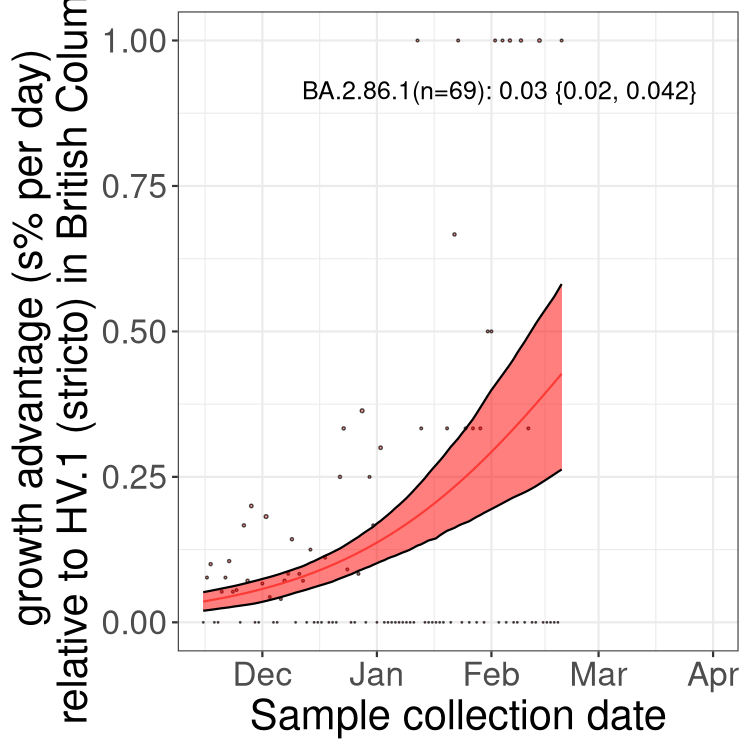 growth advantage (s% per day)
relative to HV.1 (stricto) in British Colum
1.00
0.75
0.50
0.25
0.00
BA.2.86.1(n=69): 0.03 {0.02, 0.042}
Dec Jan Feb Mar Apr
Sample collection date